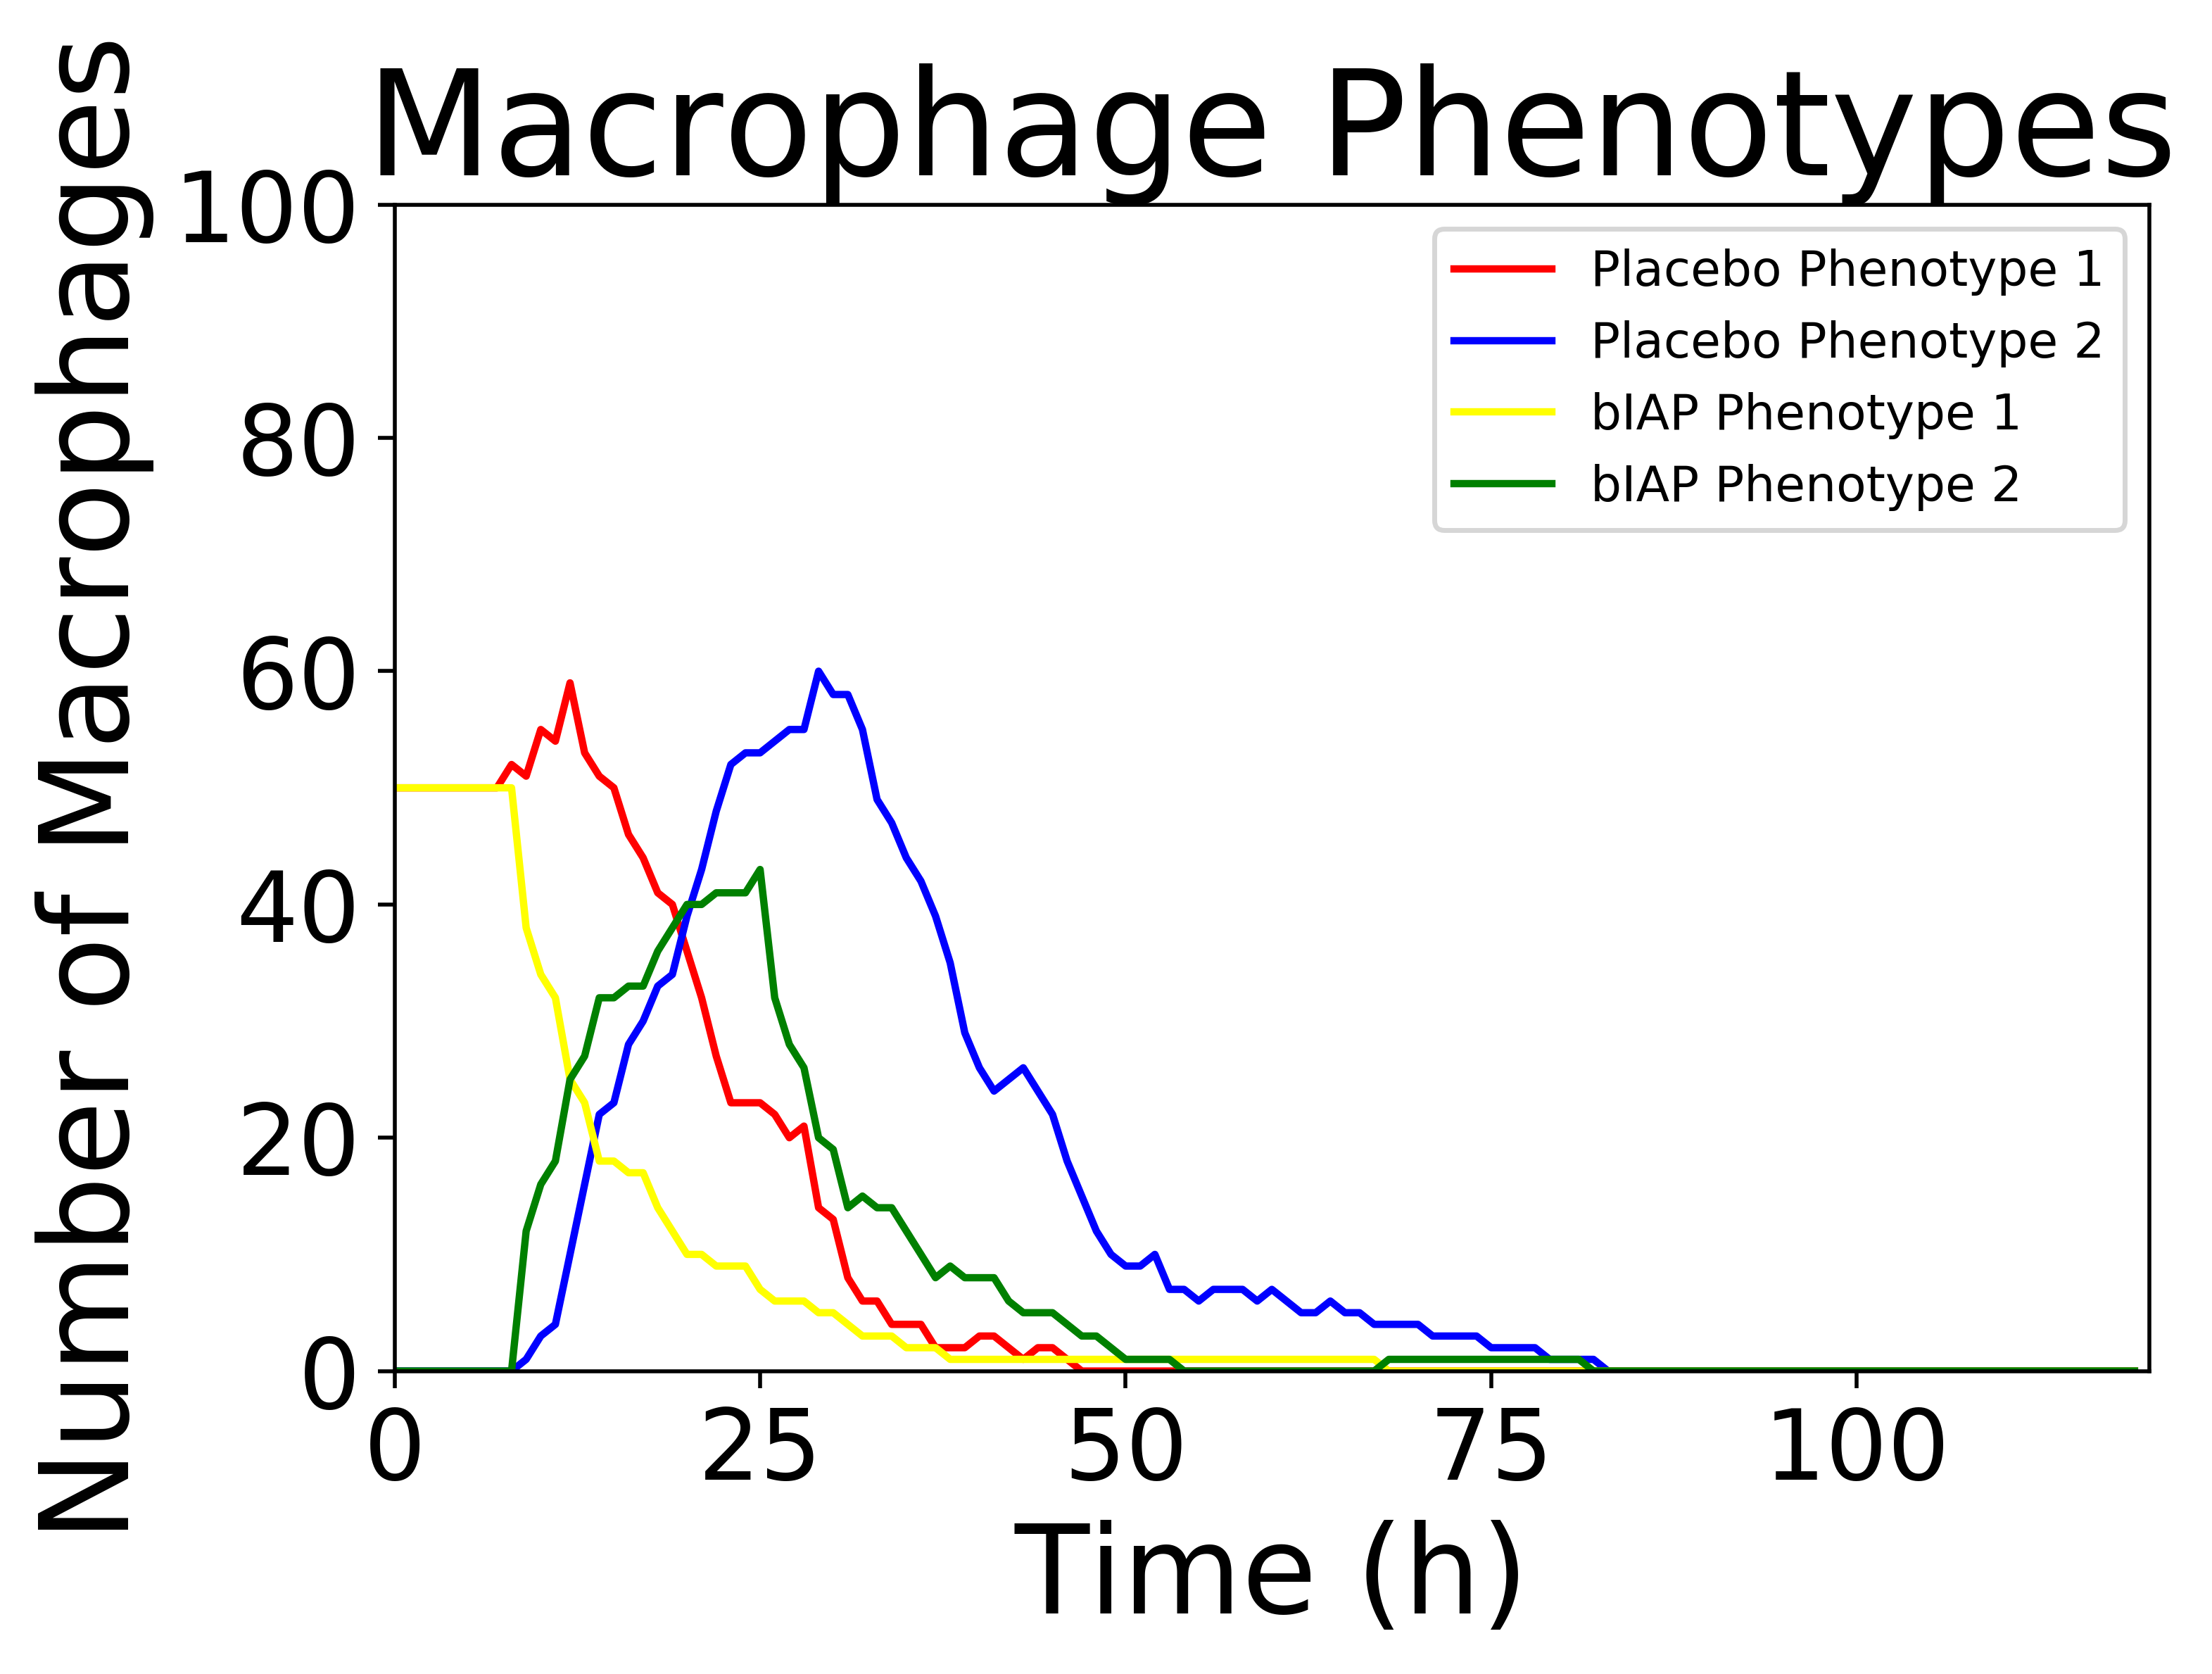 Macrophage Phenotypes
Number of Macrophages
100
80
60
40
20
0
Placebo Phenotype 1
Placebo Phenotype 2
bIAP Phenotype 1
bIAP Phenotype 2
0 25 50 75 100
Time (h)